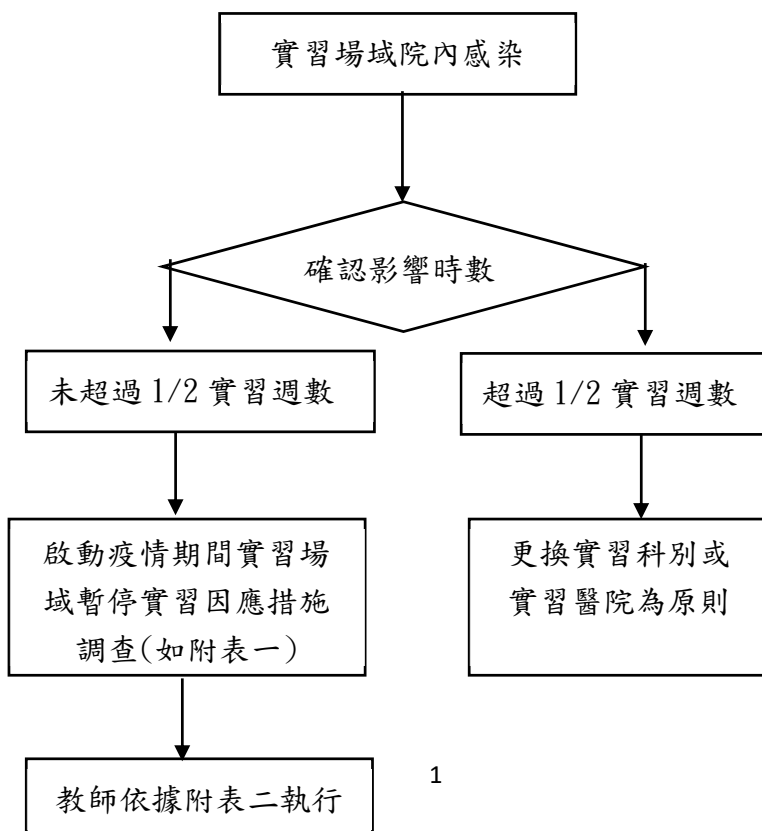 實習場域院內感染
確認影響時數
未超過 1/2 實習週數
超過 1/2 實習週數
啟動疫情期間實習場
域暫停實習因應措施
調查(如附表一)
更換實習科別或
實習醫院為原則
教師依據附表二執行
1